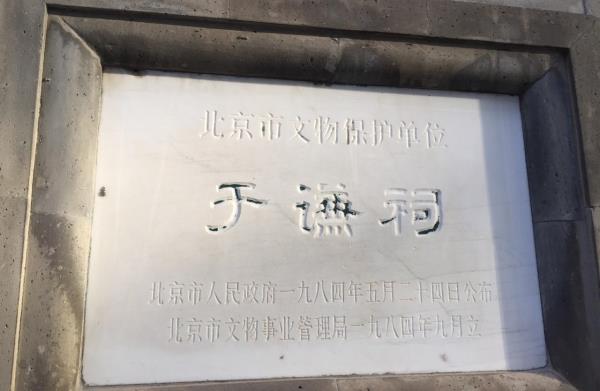 北京市文物保护单位
于谦祠
北京市人民政府一九八四年五月二十四日公布
北京市文物事业管理局一九八四年九月立